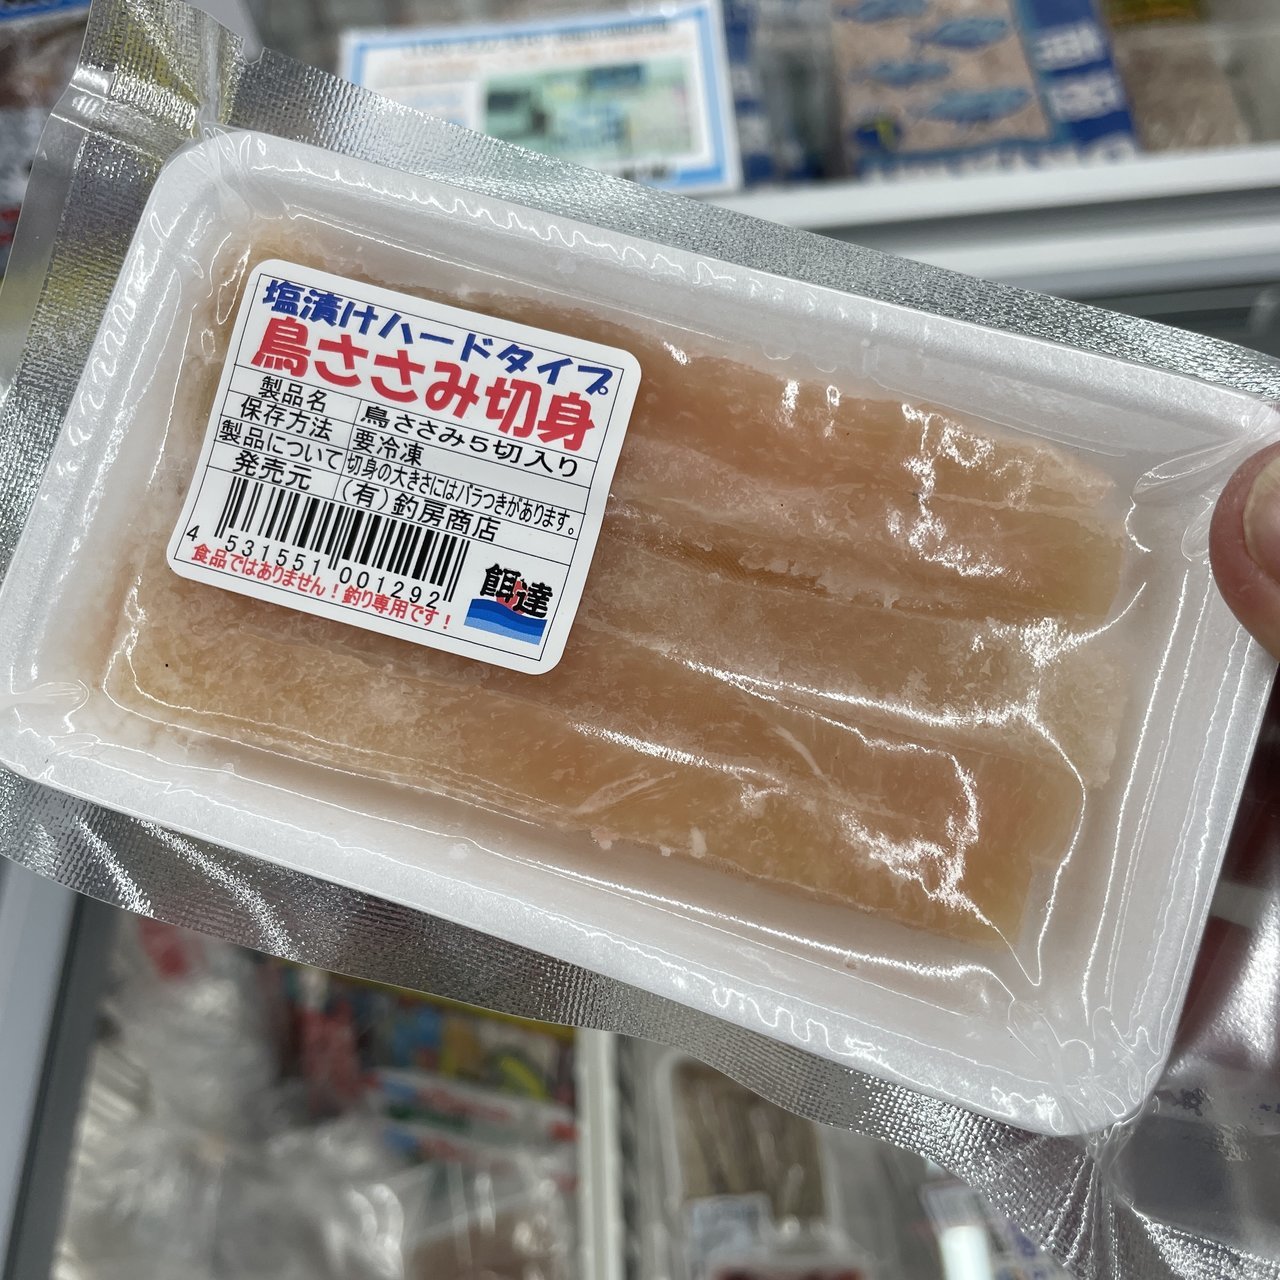 塩漬けハードタイプ
鳥ささみ切身
製品名 鳥ささみ5切入り
保存方法 要冷凍
製品について 切身の大きさにはバラつきがあります。
発売元 (有)釣房商店
4 531551 001292
食品ではありません!釣り専用です!
餌達